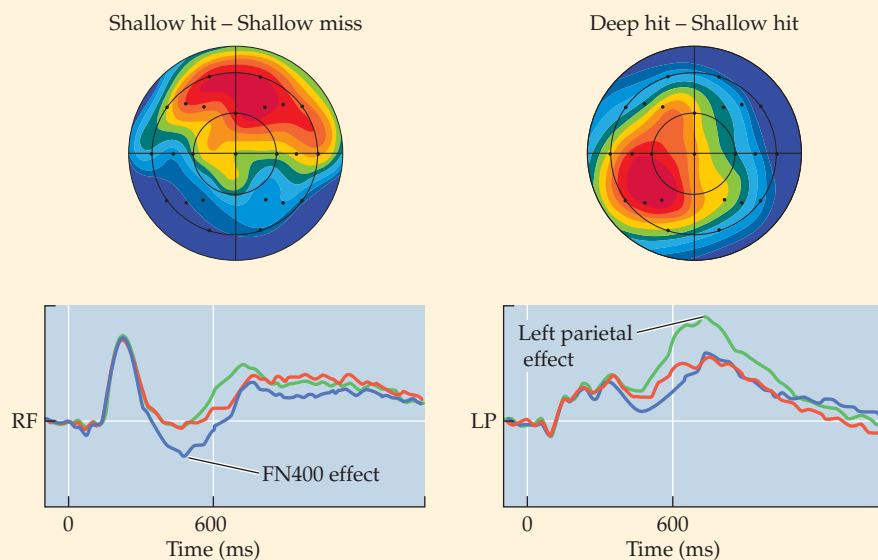 Shallow hit – Shallow miss
Deep hit – Shallow hit
RF
FN400 effect
0
600
Time (ms)
Left parietal
effect
LP
0
600
Time (ms)